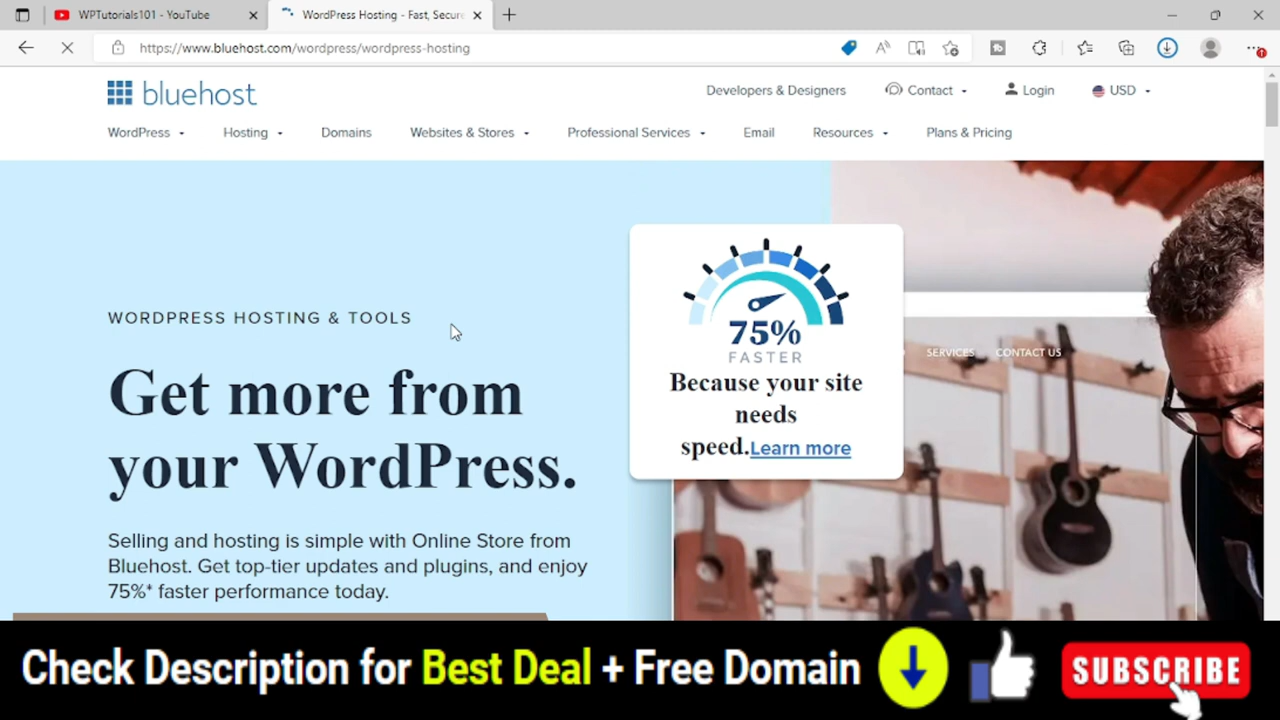 WPTutorials101 - YouTube
WordPress Hosting - Fast, Secure
https://www.bluehost.com/wordpress/wordpress-hosting
bluehost
Developers & Designers
Contact
Login
USD
WordPress
Hosting
Domains
Websites & Stores
Professional Services
Email
Resources
Plans & Pricing
WORDPRESS HOSTING & TOOLS
Get more from
your WordPress.
Selling and hosting is simple with Online Store from
Bluehost. Get top-tier updates and plugins, and enjoy
75%* faster performance today.
75%
FASTER
Because your site
needs
speed.Learn more
SERVICES CONTACT US
Check Description for Best Deal + Free Domain
SUBSCRIBE